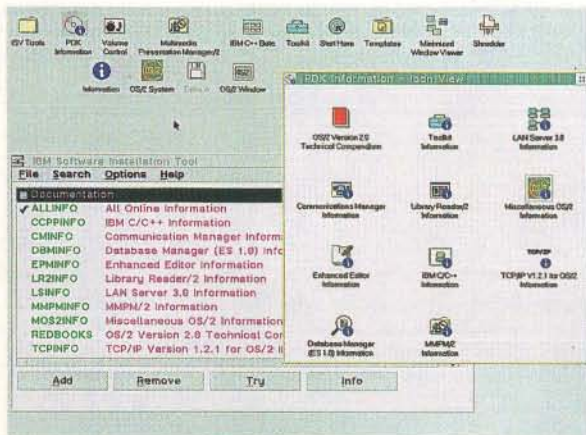 ISV Tools
PDK Information
Volume Control
Multimedia Presentation Manager/2
IBM C++ Beta
Toolkit
Start Here
Templates
Minimized Window Viewer
Shredder
Information
OS/2 System
Drive A
OS/2 Window
PDK Information - Icon View
OS/2 Version 2.0 Technical Compendium
Toolkit Information
LAN Server 3.0 Information
Communications Manager Information
Library Reader/2 Information
Miscellaneous OS/2 Information
Enhanced Editor Information
IBM C/C++ Information
TCP/IP
TCP/IP V1.2.1 for OS/2 Information
Database Manager (ES 1.0) Information
MMPM/2 Information
IBM Software Installation Tool
File Search Options Help
Documentation
✓ ALLINFO All Online Information
CCPPINFO IBM C/C++ Information
CMINFO Communication Manager Inform
DBMINFO Database Manager (ES 1.0) Info
EPMINFO Enhanced Editor Information
LR2INFO Library Reader/2 Information
LSINFO LAN Server 3.0 Information
MMPMINFO MMPM/2 Information
MOS2INFO Miscellaneous OS/2 Information
REDBOOKS OS/2 Version 2.0 Technical Com
TCPINFO TCP/IP Version 1.2.1 for OS/2 I
Add Remove Try Info